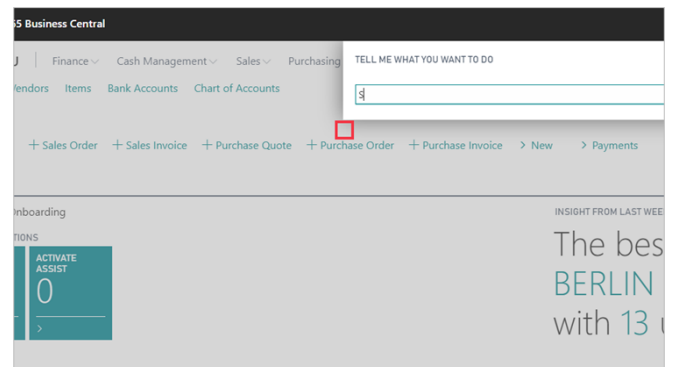 55 Business Central
Finance Cash Management Sales Purchasing
TELL ME WHAT YOU WANT TO DO
Vendors Items Bank Accounts Chart of Accounts
S
+ Sales Order + Sales Invoice + Purchase Quote + Purchase Order + Purchase Invoice > New > Payments
Onboarding
INSIGHT FROM LAST WEE
TIONS
ACTIVATE
ASSIST
0
>
The bes
BERLIN
with 13